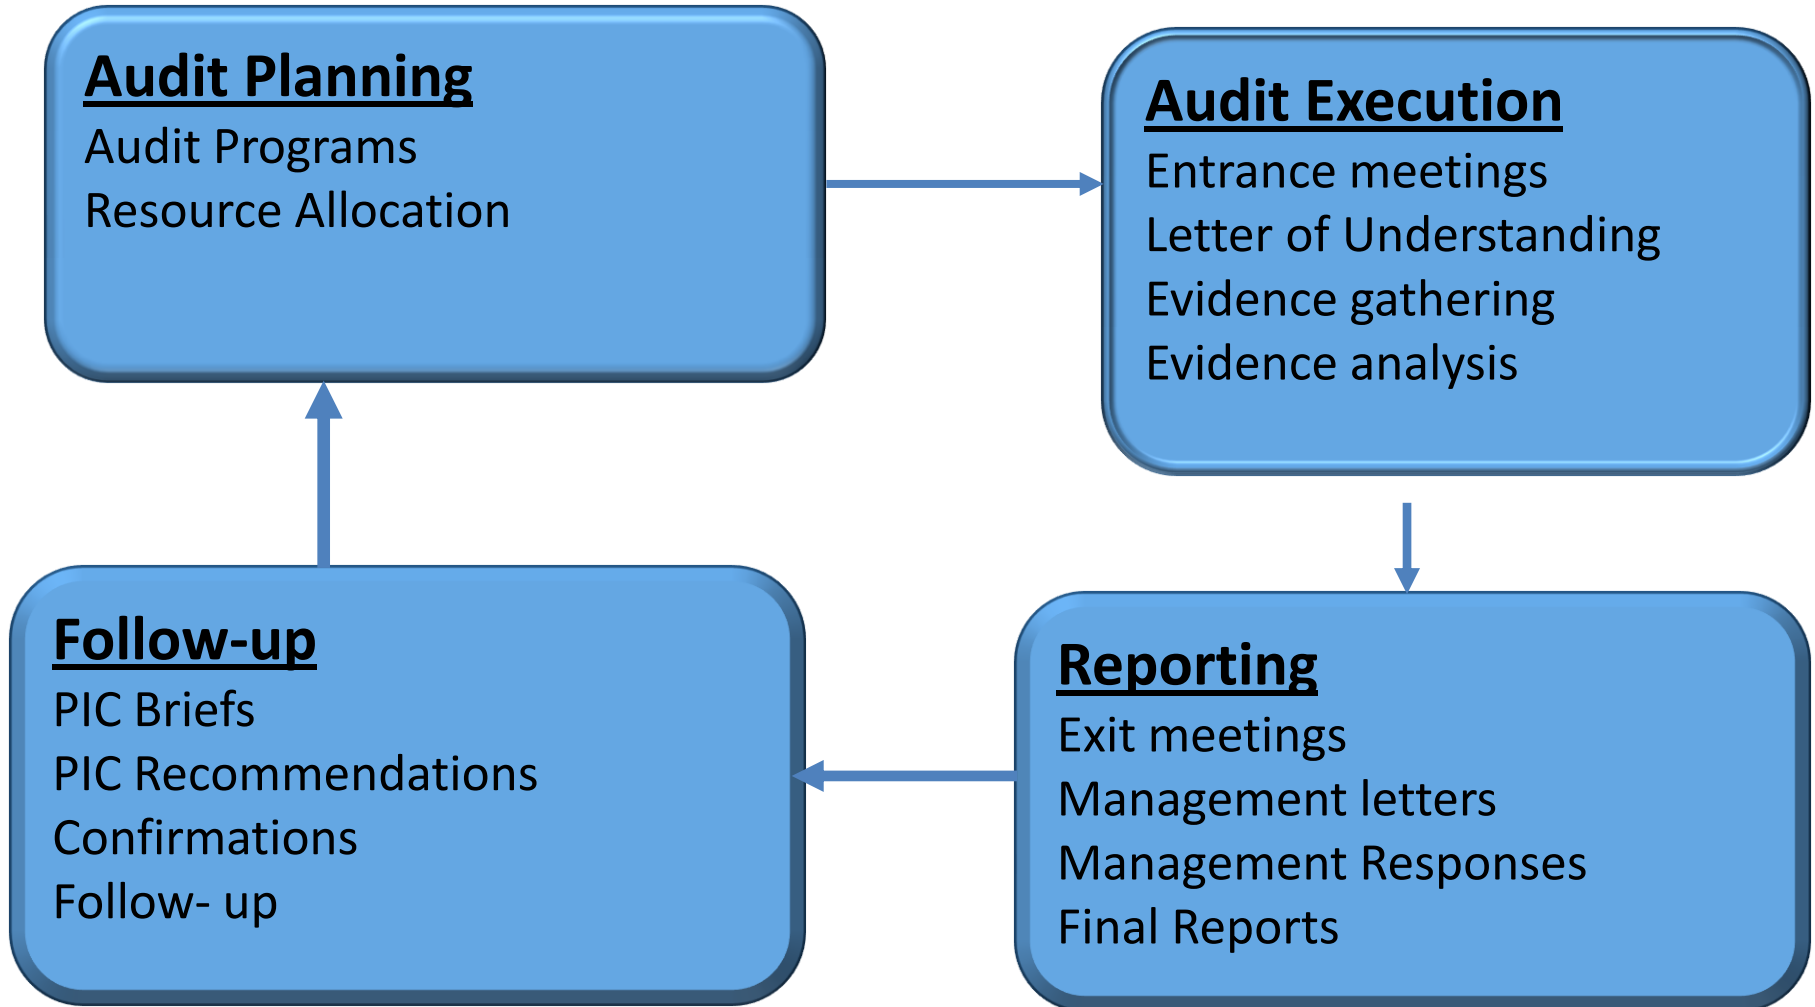 Audit Planning
Audit Programs
Resource Allocation
Audit Execution
Entrance meetings
Letter of Understanding
Evidence gathering
Evidence analysis
Follow-up
PIC Briefs
PIC Recommendations
Confirmations
Follow- up
Reporting
Exit meetings
Management letters
Management Responses
Final Reports